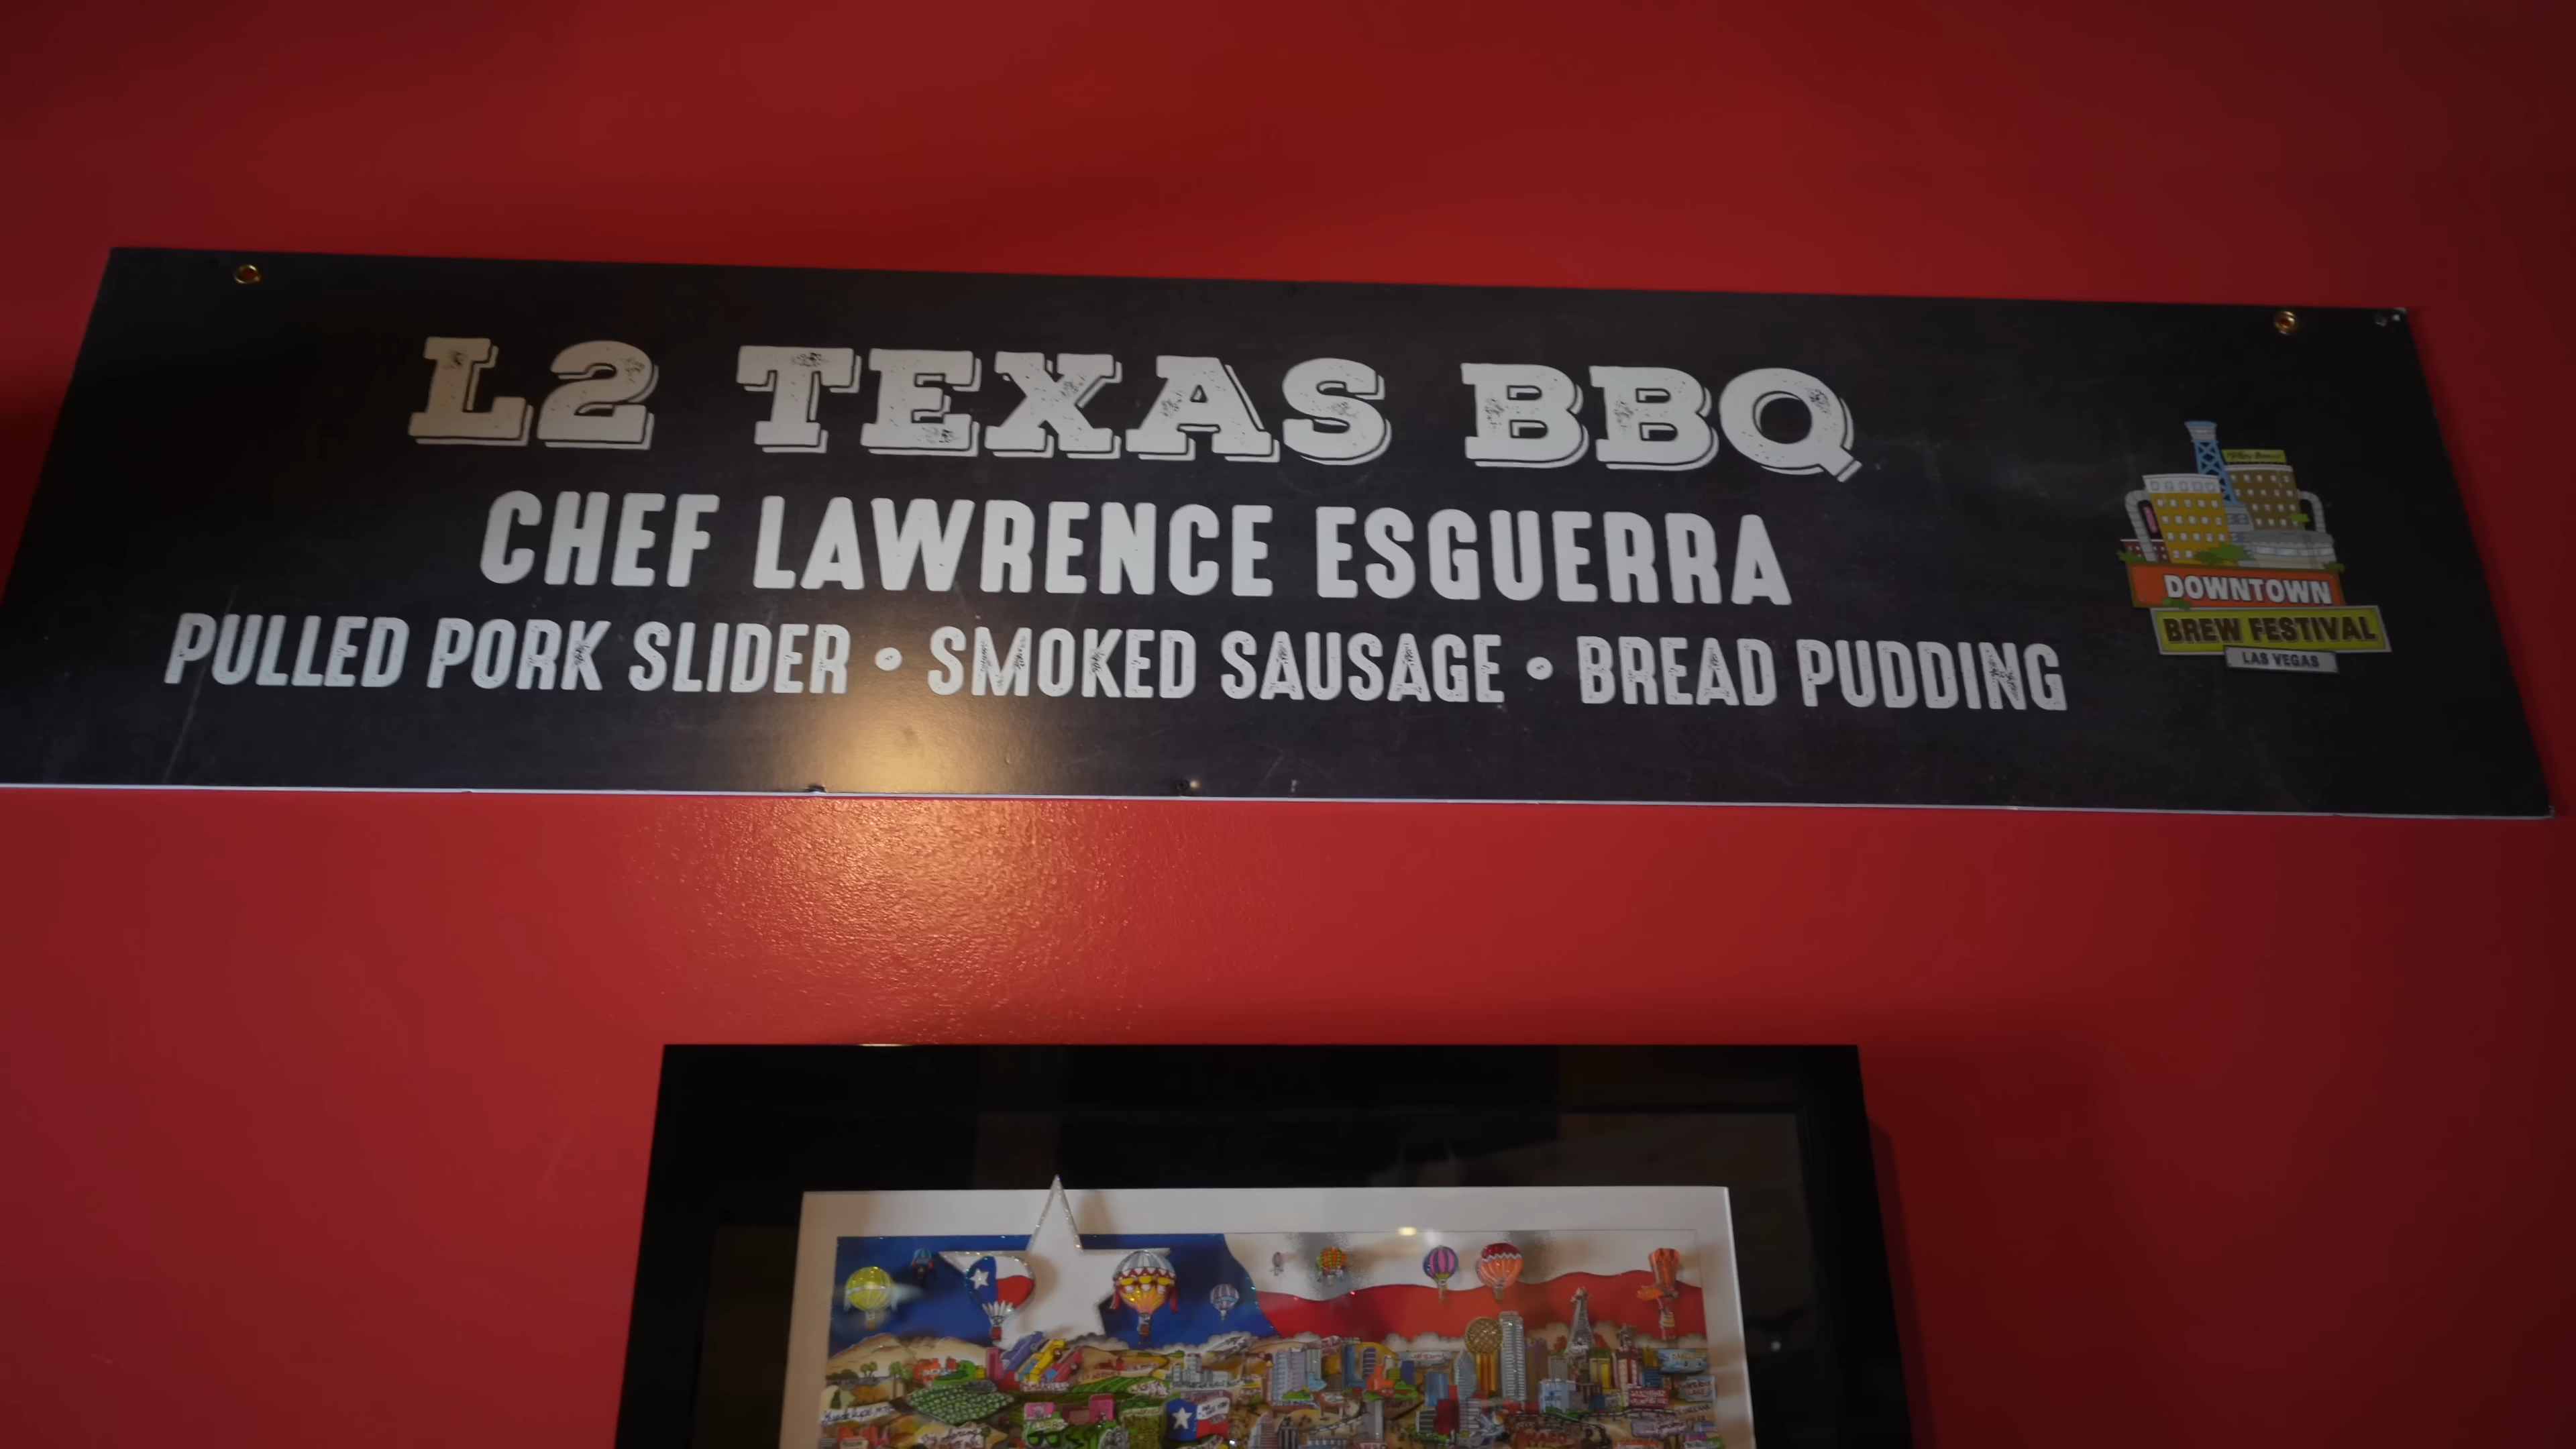 L2 TEXAS BBQ
CHEF LAWRENCE ESGUERRA
PULLED PORK SLIDER • SMOKED SAUSAGE • BREAD PUDDING
DOWNTOWN
BREW FESTIVAL
LAS VEGAS